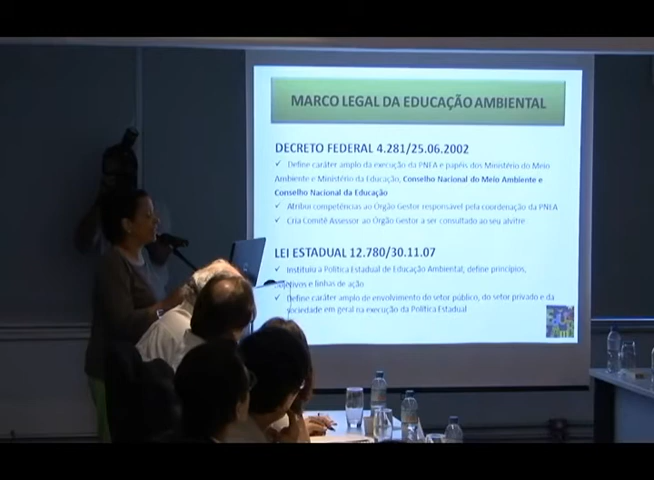 MARCO LEGAL DA EDUCAÇÃO AMBIENTAL
DECRETO FEDERAL 4.281/25.06.2002
✓ Define caráter amplo da execução da PNEA e papéis dos Ministério do Meio
Ambiente e Ministério da Educação, Conselho Nacional do Meio Ambiente e
Conselho Nacional da Educação
✓ Atribui competências ao Órgão Gestor responsável pela coordenação da PNEA
✓ Cria Comitê Assessor ao Órgão Gestor a ser consultado ao seu alvitre
LEI ESTADUAL 12.780/30.11.07
✓ Instituiu a Política Estadual de Educação Ambiental, define princípios,
objetivos e linhas de ação
✓ Define caráter amplo de envolvimento do setor público, do setor privado e da
sociedade em geral na execução da Política Estadual